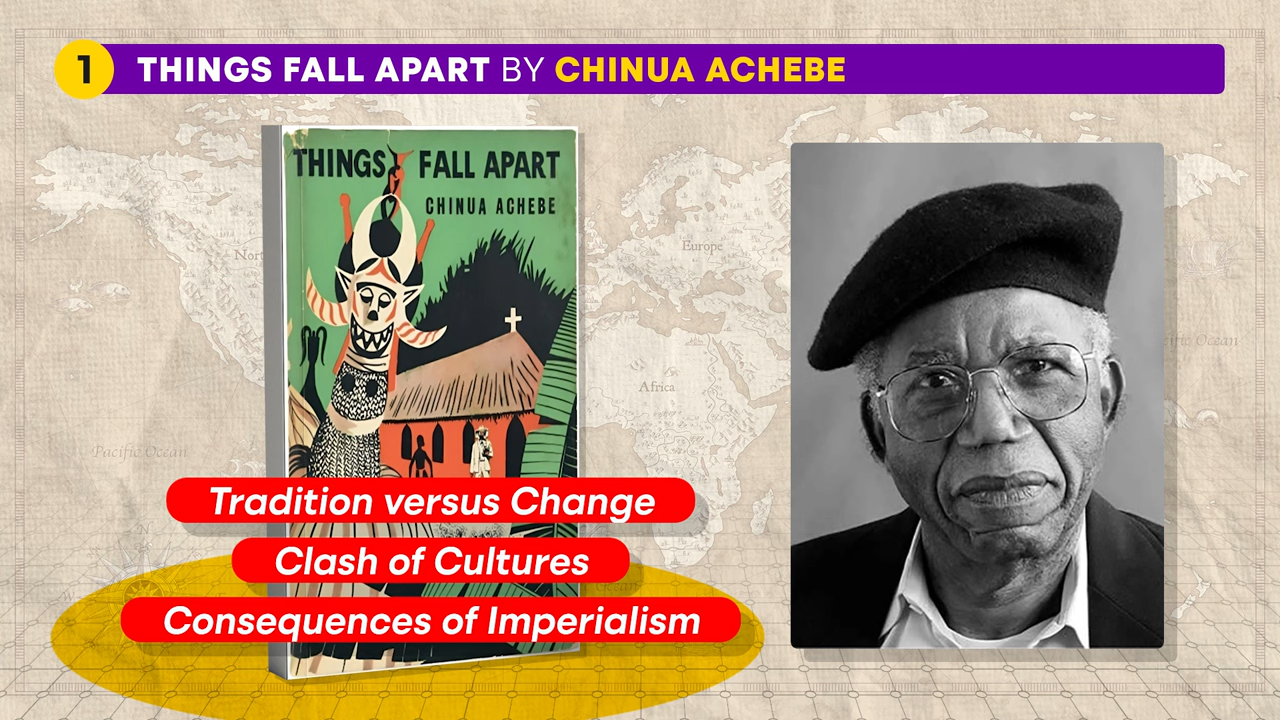 1
THINGS FALL APART BY CHINUA ACHEBE
THINGS FALL APART
CHINUA ACHEBE
Europe
Africa
Pacific Ocean
Tradition versus Change
Clash of Cultures
Consequences of Imperialism